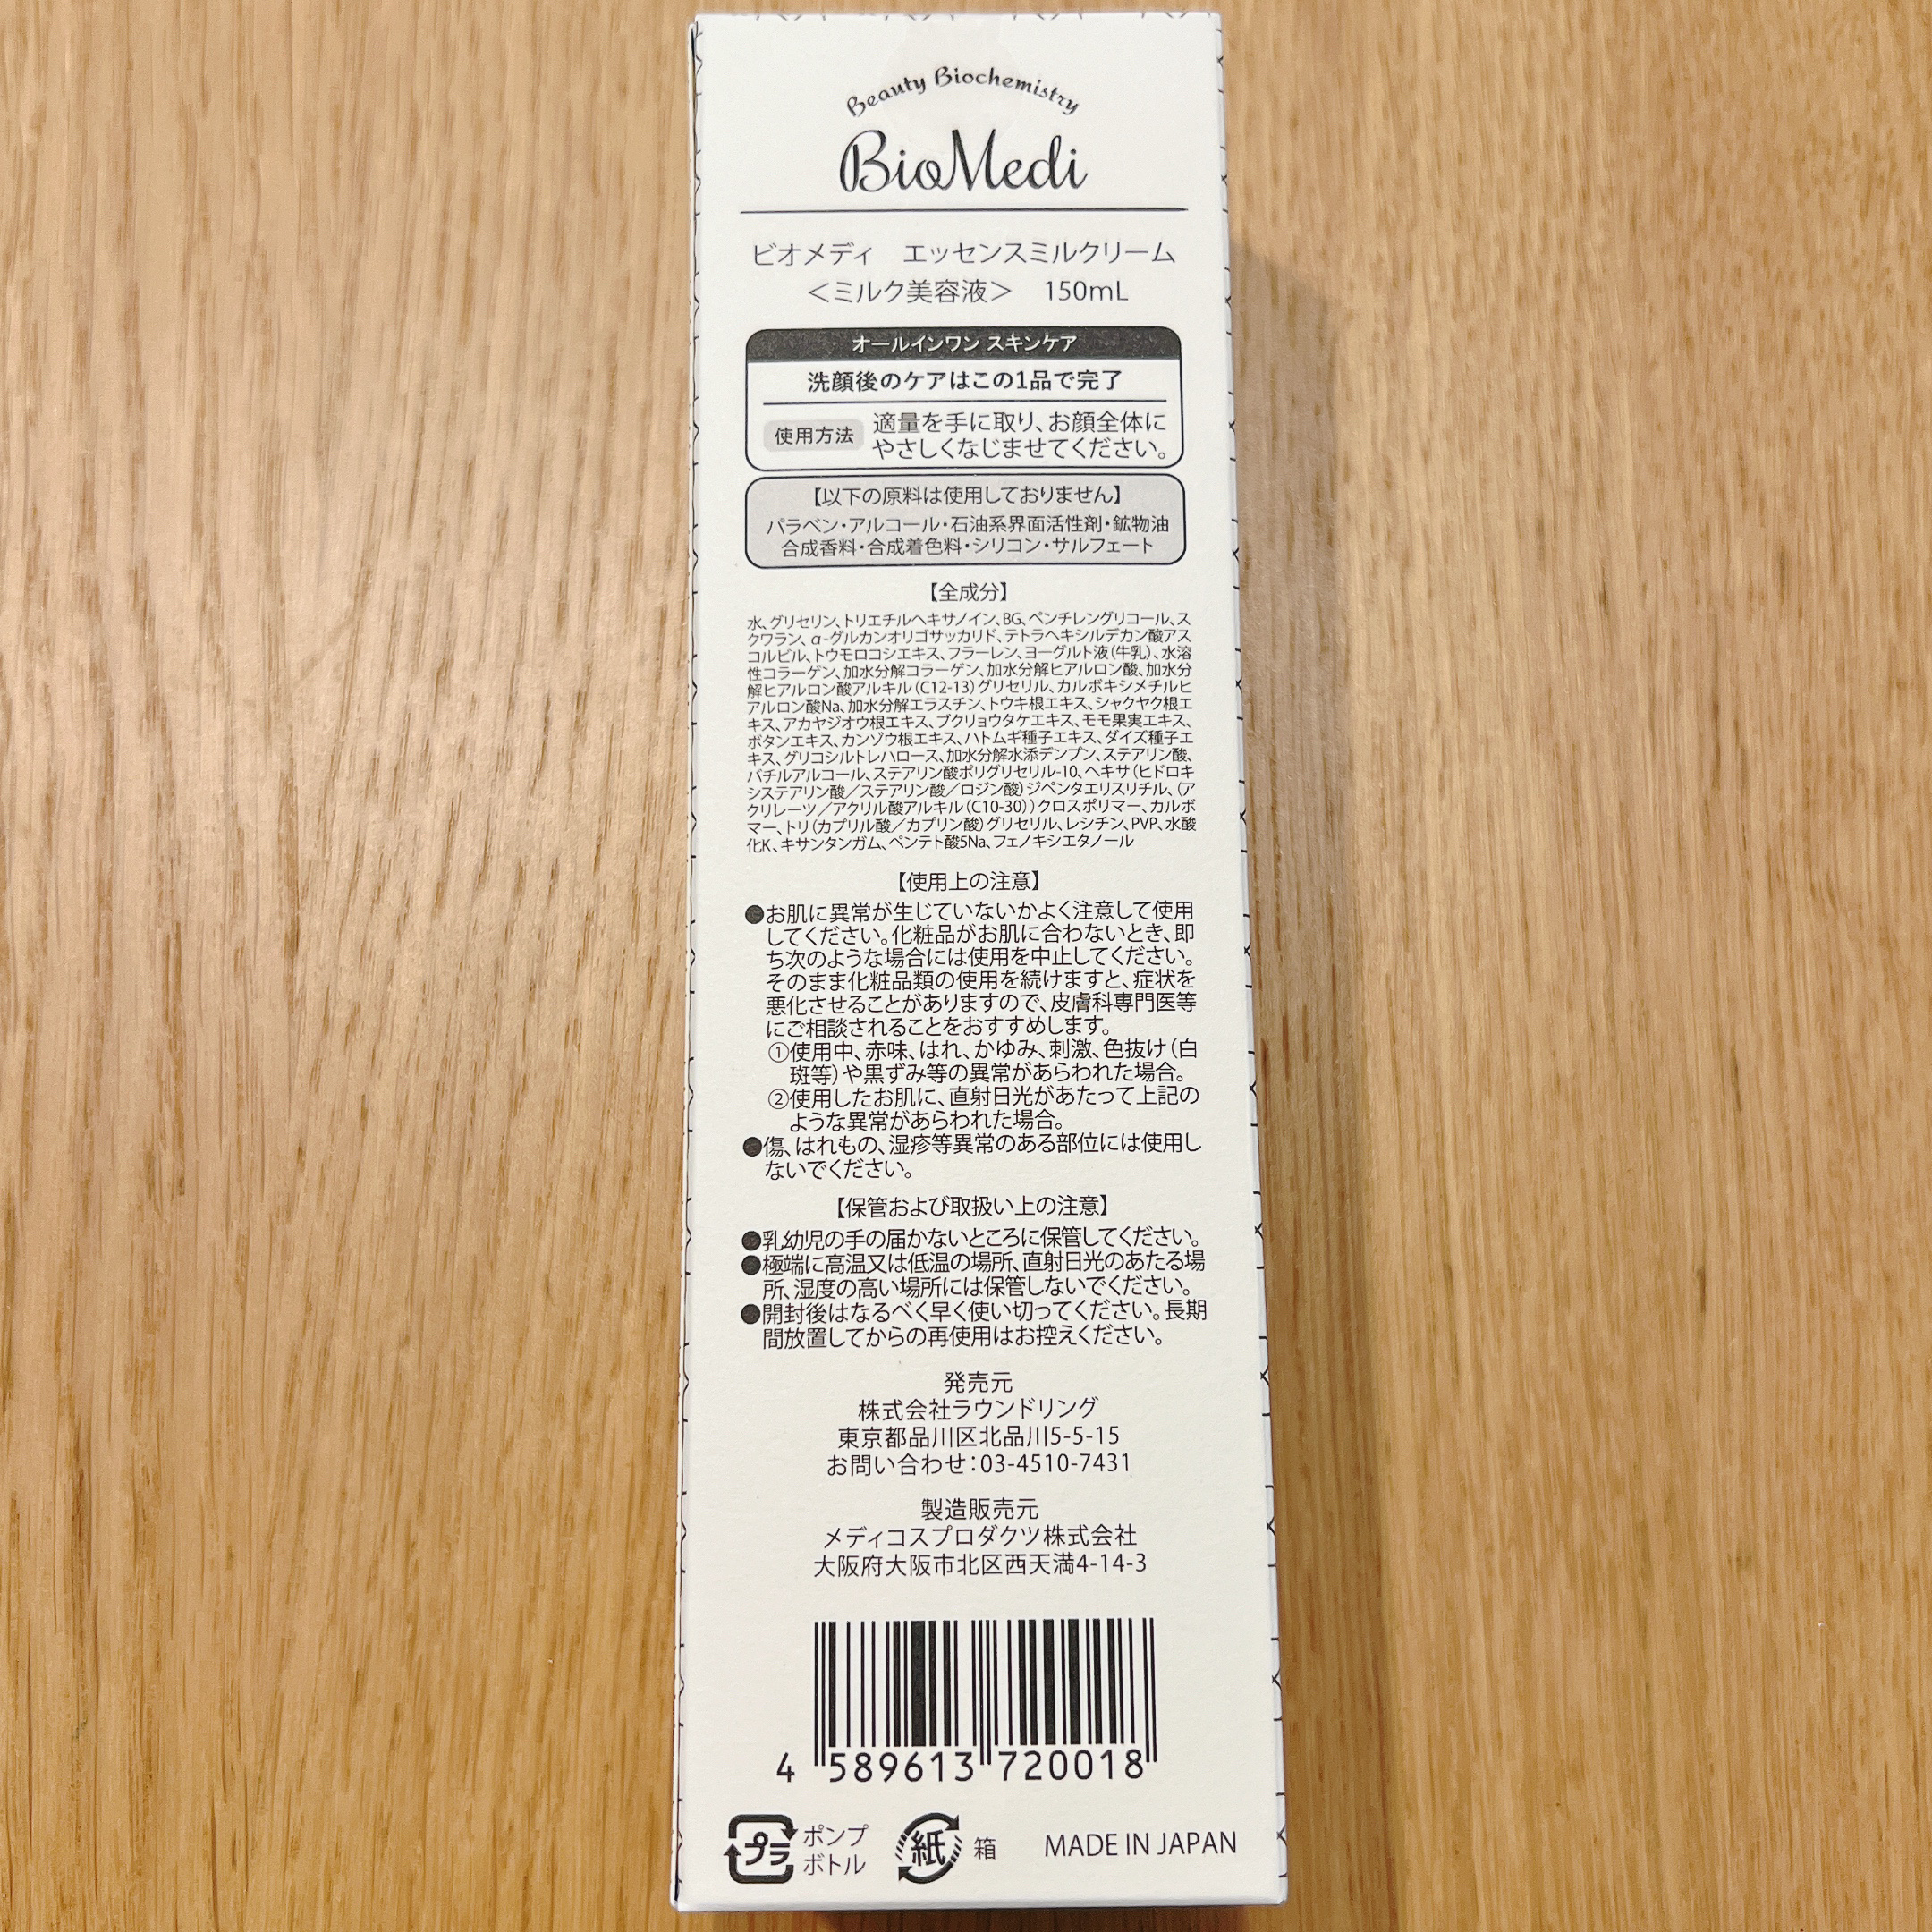 Beauty Biochemistry
BioMedi
ビオメディ　エッセンスミルクリーム
＜ミルク美容液＞　150mL
オールインワン スキンケア
洗顔後のケアはこの1品で完了
使用方法
適量を手に取り、お顔全体に
やさしくなじませてください。
【以下の原料は使用しておりません】
パラベン・アルコール・石油系界面活性剤・鉱物油
合成香料・合成着色料・シリコン・サルフェート
【全成分】
水、グリセリン、トリエチルヘキサノイン、BG、ペンチレングリコール、ス
クワラン、α-グルカンオリゴサッカリド、テトラヘキシルデカン酸アス
コルビル、トウモロコシエキス、フラーレン、ヨーグルト液（牛乳）、水溶
性コラーゲン、加水分解コラーゲン、加水分解ヒアルロン酸、加水分
解ヒアルロン酸アルキル（C12-13）グリセリル、カルボキシメチルヒ
アルロン酸Na、加水分解エラスチン、トウキ根エキス、シャクヤク根エ
キス、アカヤジオウ根エキス、ブクリョウタケエキス、モモ果実エキス、
ボタンエキス、カンゾウ根エキス、ハトムギ種子エキス、ダイズ種子エ
キス、グリコシルトレハロース、加水分解水添デンプン、ステアリン酸、
バチルアルコール、ステアリン酸ポリグリセリル-10、ヘキサ（ヒドロキ
システアリン酸／ステアリン酸／ロジン酸）ジペンタエリスリチル、（ア
クリレーツ／アクリル酸アルキル（C10-30））クロスポリマー、カルボ
マー、トリ（カプリル酸／カプリン酸）グリセリル、レシチン、PVP、水酸
化K、キサンタンガム、ペンテト酸5Na、フェノキシエタノール
【使用上の注意】
●お肌に異常が生じていないかよく注意して使用
してください。化粧品がお肌に合わないとき、即
ち次のような場合には使用を中止してください。
そのまま化粧品類の使用を続けますと、症状を
悪化させることがありますので、皮膚科専門医等
にご相談されることをおすすめします。
①使用中、赤味、はれ、かゆみ、刺激、色抜け（白
斑等）や黒ずみ等の異常があらわれた場合。
②使用したお肌に、直射日光があたって上記の
ような異常があらわれた場合。
●傷、はれもの、湿疹等異常のある部位には使用し
ないでください。
【保管および取扱い上の注意】
●乳幼児の手の届かないところに保管してください。
●極端に高温又は低温の場所、直射日光のあたる場
所、湿度の高い場所には保管しないでください。
●開封後はなるべく早く使い切ってください。長期
間放置してからの再使用はお控えください。
発売元
株式会社ラウンドリング
東京都品川区北品川5-5-15
お問い合わせ：03-4510-7431
製造販売元
メディコスプロダクツ株式会社
大阪府大阪市北区西天満4-14-3
4 589613 720018
プラ ポンプ
ボトル
紙 箱
MADE IN JAPAN